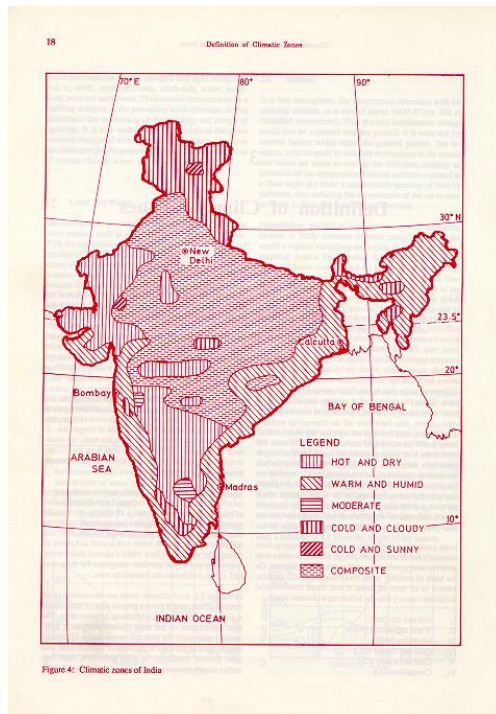 18
Definition of Climatic Zones
70° E
80°
90°
30° N
New
Delhi
23.5°
Calcutta
20°
Bombay
BAY OF BENGAL
ARABIAN
SEA
LEGEND
HOT AND DRY
WARM AND HUMID
Madras
MODERATE
10°
COLD AND CLOUDY
COLD AND SUNNY
COMPOSITE
INDIAN OCEAN
Figure 4: Climatic zones of India